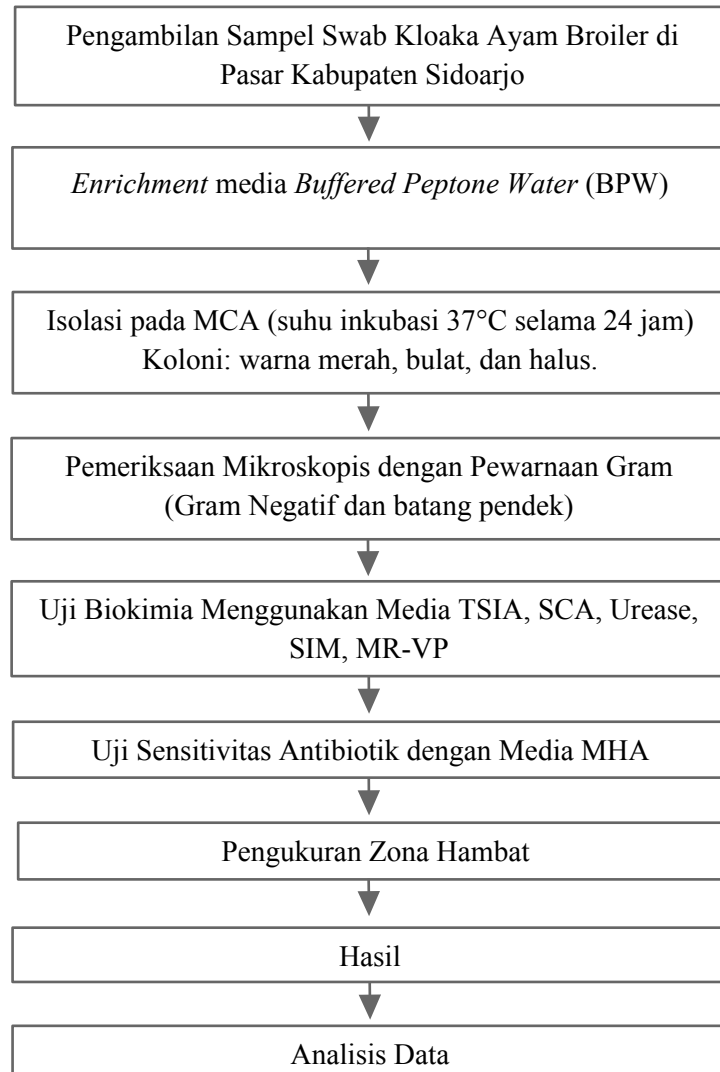 Pengambilan Sampel Swab Kloaka Ayam Broiler di
Pasar Kabupaten Sidoarjo
Enrichment media Buffered Peptone Water (BPW)
Isolasi pada MCA (suhu inkubasi 37°C selama 24 jam)
Koloni: warna merah, bulat, dan halus.
Pemeriksaan Mikroskopis dengan Pewarnaan Gram
(Gram Negatif dan batang pendek)
Uji Biokimia Menggunakan Media TSIA, SCA, Urease,
SIM, MR-VP
Uji Sensitivitas Antibiotik dengan Media MHA
Pengukuran Zona Hambat
Hasil
Analisis Data